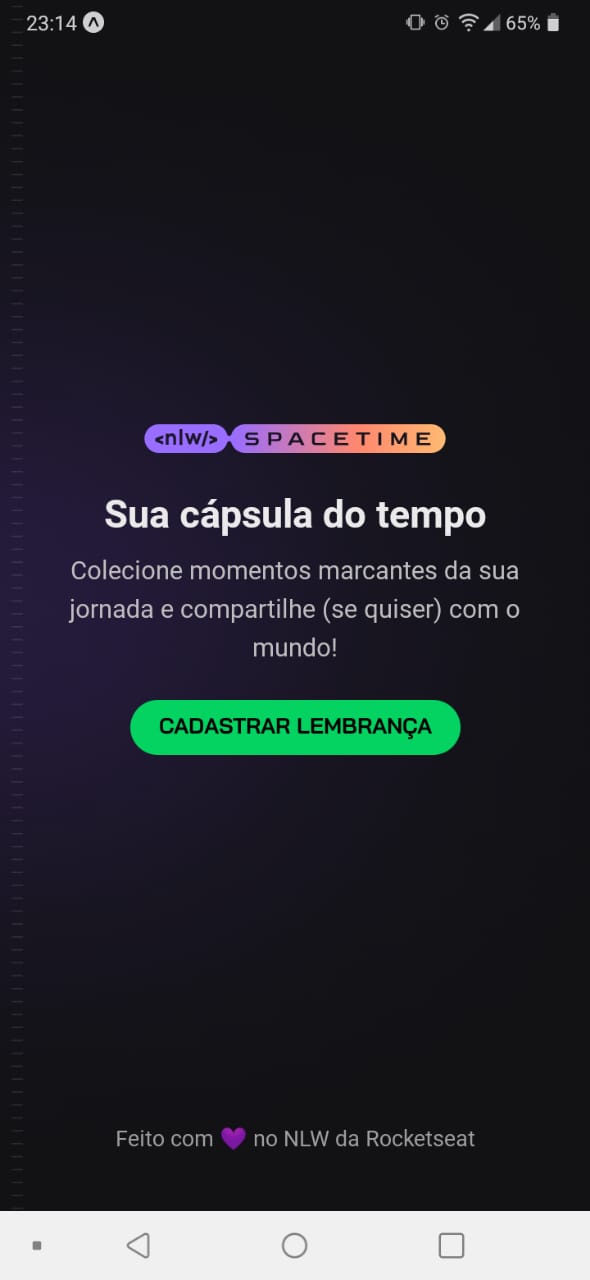 23:14
65%
<nlw/> SPACETIME
Sua cápsula do tempo
Colecione momentos marcantes da sua
jornada e compartilhe (se quiser) com o
mundo!
CADASTRAR LEMBRANÇA
Feito com 💜 no NLW da Rocketseat